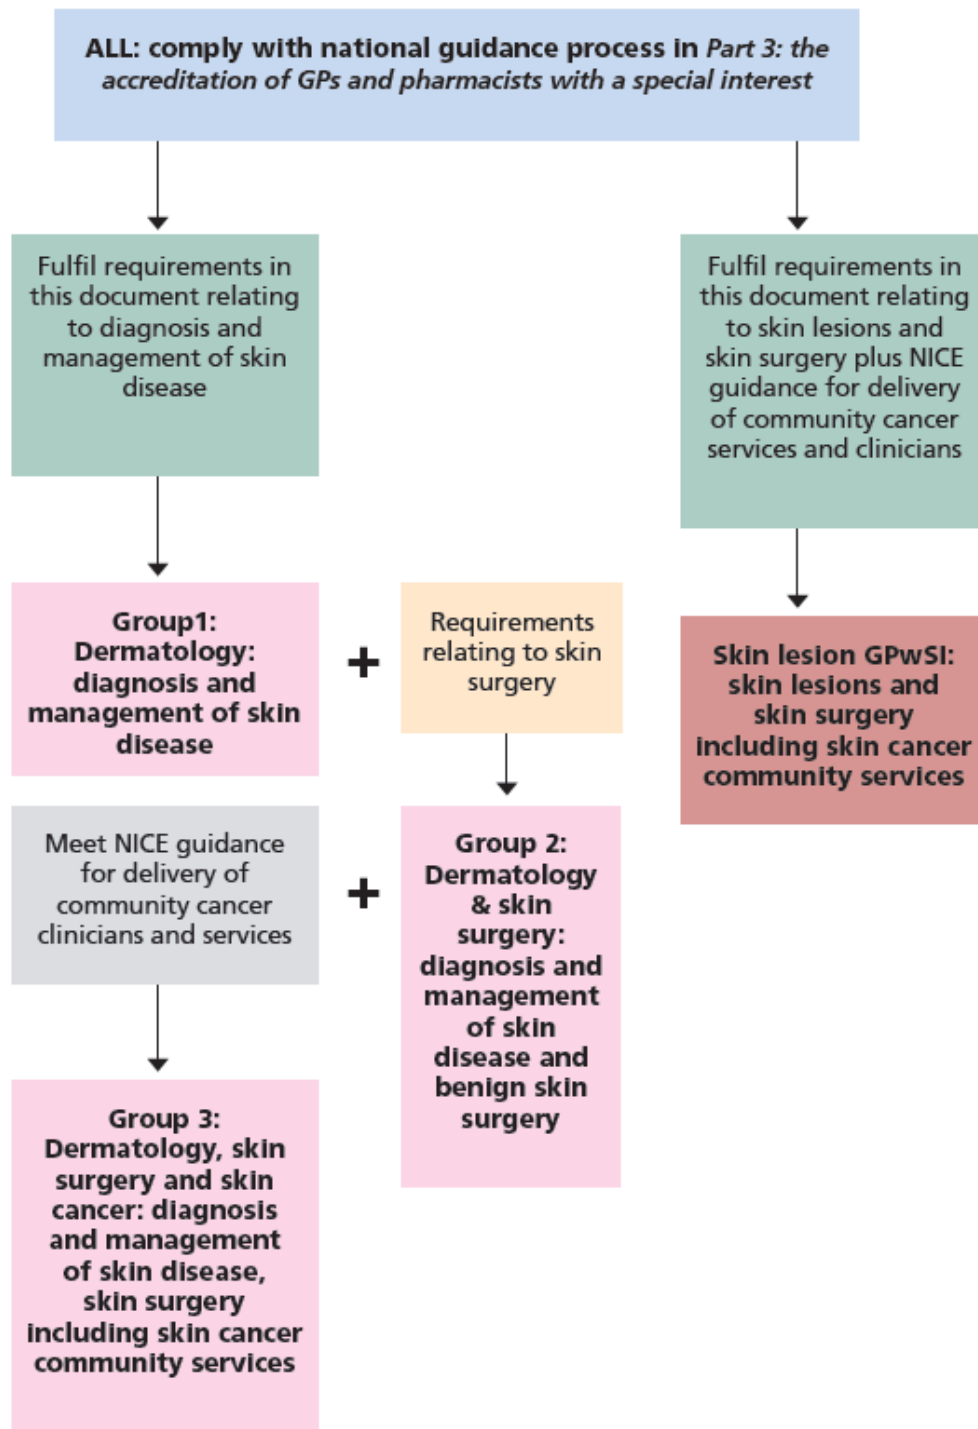 ALL: comply with national guidance process in Part 3: the
accreditation of GPs and pharmacists with a special interest
Fulfil requirements in
this document relating
to diagnosis and
management of skin
disease
Fulfil requirements in
this document relating
to skin lesions and
skin surgery plus NICE
guidance for delivery
of community cancer
services and clinicians
Group1:
Dermatology:
diagnosis and
management of skin
disease
+
Requirements
relating to skin
surgery
Skin lesion GPwSI:
skin lesions and
skin surgery
including skin cancer
community services
Meet NICE guidance
for delivery of
community cancer
clinicians and services
+
Group 2:
Dermatology
& skin
surgery:
diagnosis and
management
of skin
disease and
benign skin
surgery
Group 3:
Dermatology, skin
surgery and skin
cancer: diagnosis
and management
of skin disease,
skin surgery
including skin cancer
community services